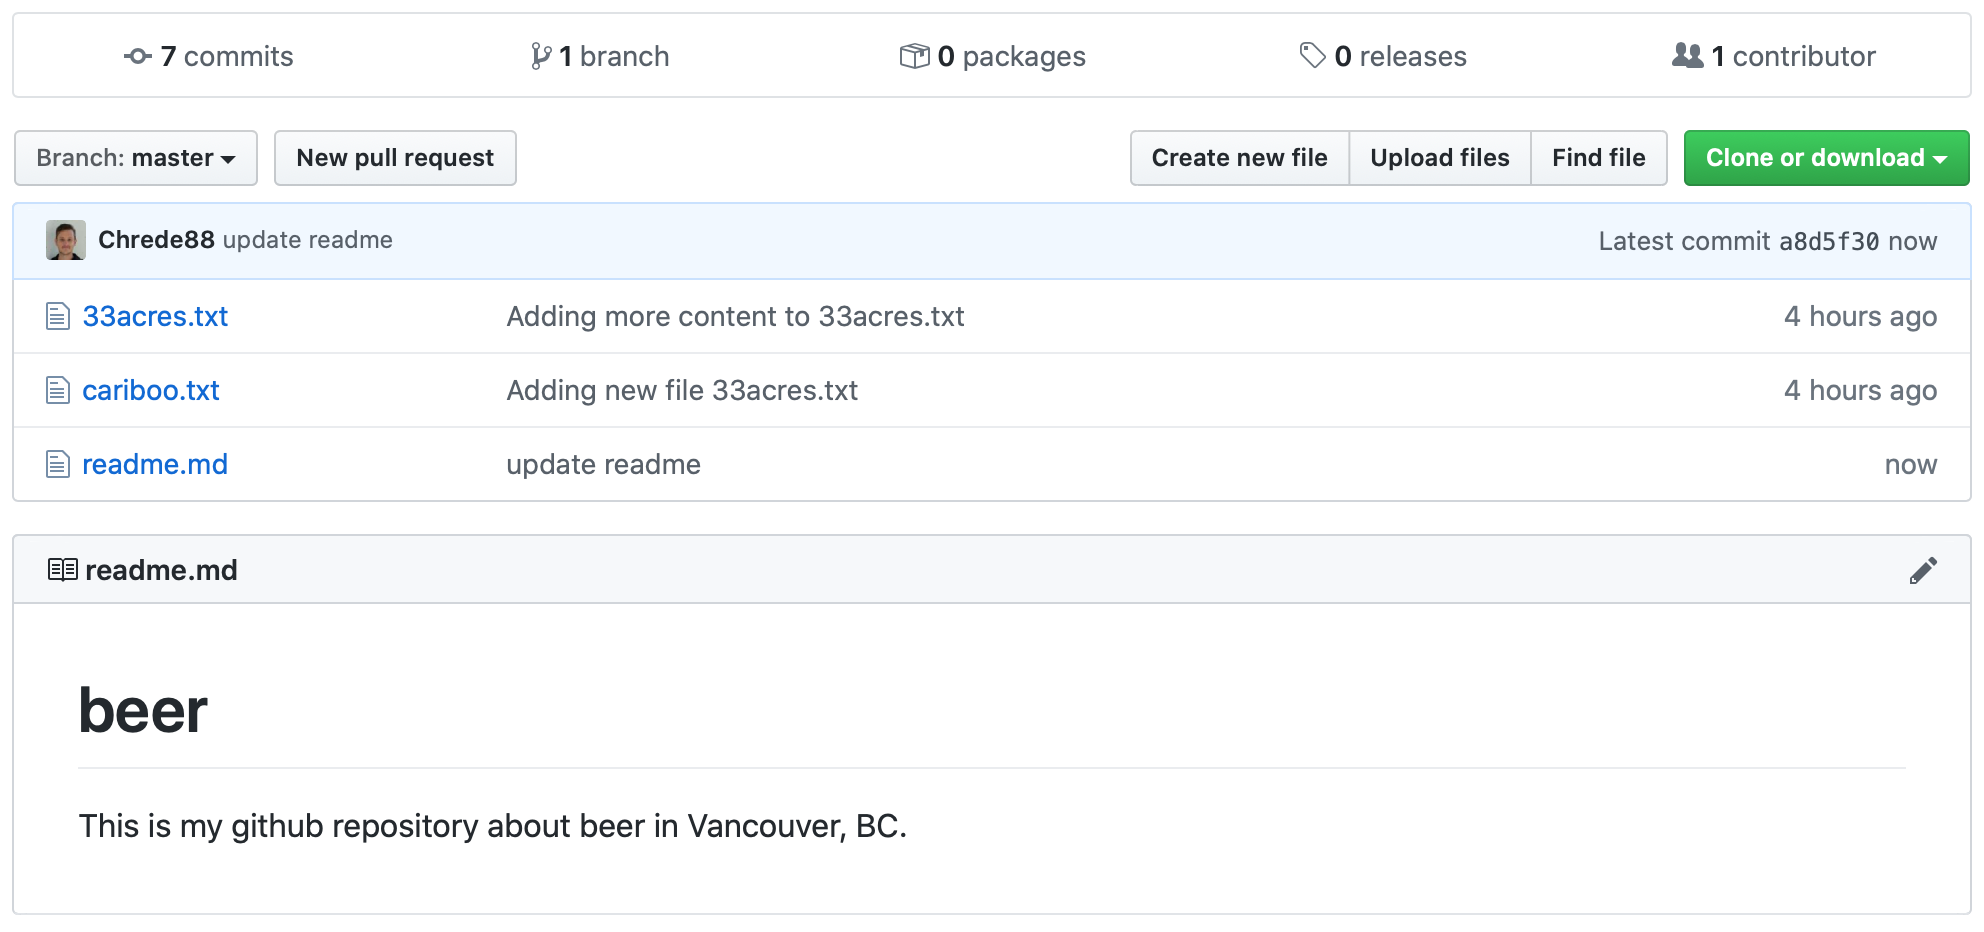 7 commits 1 branch 0 packages 0 releases 1 contributor
Branch: master New pull request Create new file Upload files Find file Clone or download
Chrede88 update readme Latest commit a8d5f30 now
33acres.txt Adding more content to 33acres.txt 4 hours ago
cariboo.txt Adding new file 33acres.txt 4 hours ago
readme.md update readme now
readme.md
beer
This is my github repository about beer in Vancouver, BC.